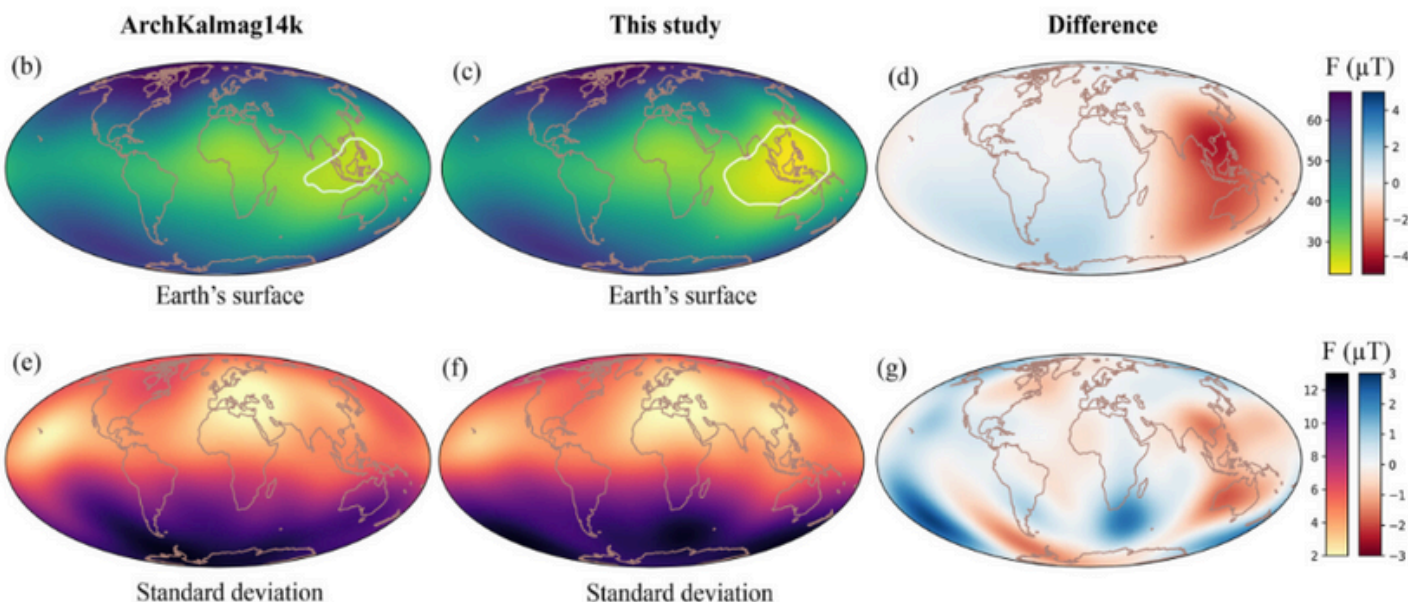 ArchKalmag14k
This study
Difference
(b)
(c)
(d)
F (µT)
60
50
40
30
4
2
0
−2
−4
Earth’s surface
Earth’s surface
(e)
(f)
(g)
F (µT)
12
10
8
6
4
2
3
2
1
0
−1
−2
−3
Standard deviation
Standard deviation